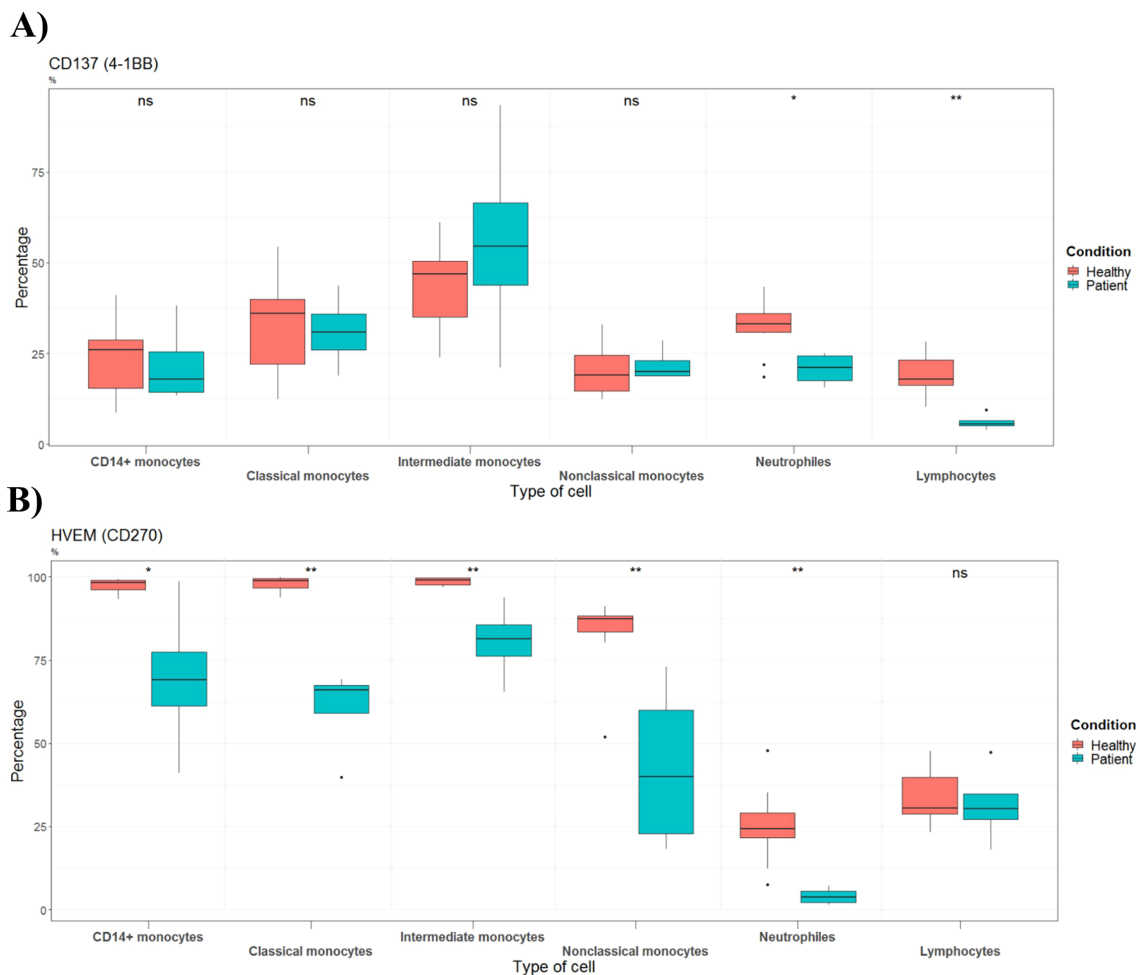 A)
CD137 (4-1BB)
%
ns ns ns ns * **
75
50
25
0
Percentage
CD14+ monocytes Classical monocytes Intermediate monocytes Nonclassical monocytes Neutrophiles Lymphocytes
Type of cell
Condition
Healthy
Patient
B)
HVEM (CD270)
%
* ** ** ** ** ns
100
75
50
25
0
Percentage
CD14+ monocytes Classical monocytes Intermediate monocytes Nonclassical monocytes Neutrophiles Lymphocytes
Type of cell
Condition
Healthy
Patient